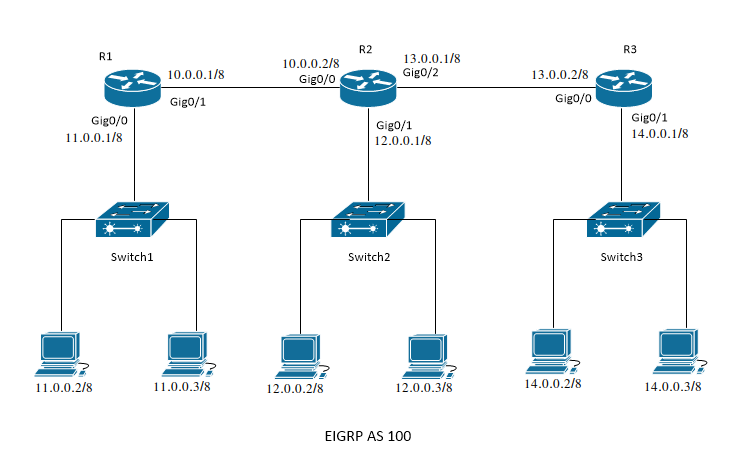 R1
R2
R3
10.0.0.1/8
10.0.0.2/8
13.0.0.1/8
13.0.0.2/8
Gig0/1
Gig0/0
Gig0/2
Gig0/0
Gig0/0
11.0.0.1/8
Gig0/1
12.0.0.1/8
Gig0/1
14.0.0.1/8
Switch1
Switch2
Switch3
11.0.0.2/8
11.0.0.3/8
12.0.0.2/8
12.0.0.3/8
14.0.0.2/8
14.0.0.3/8
EIGRP AS 100